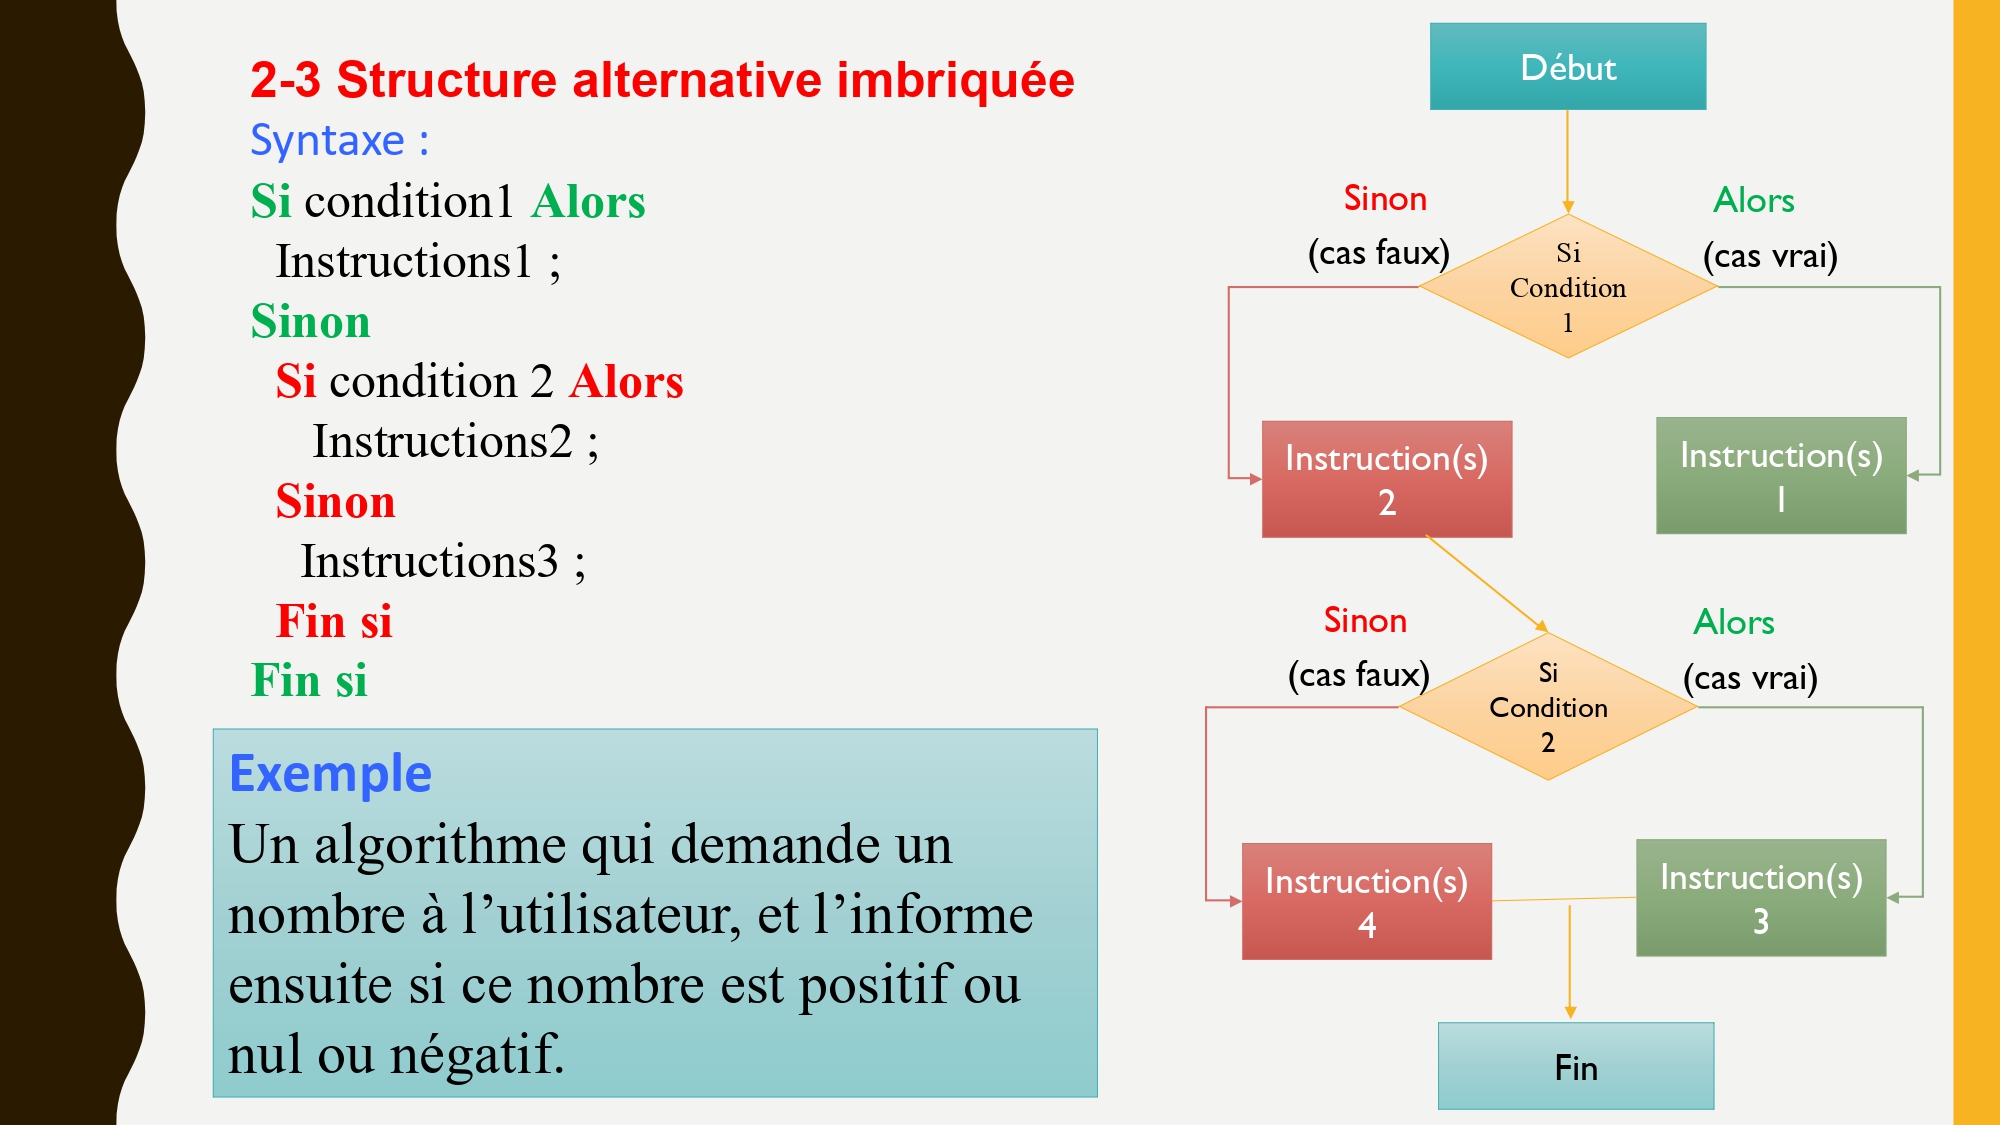 2-3 Structure alternative imbriquée
Syntaxe :
Si condition1 Alors
Instructions1 ;
Sinon
Si condition 2 Alors
Instructions2 ;
Sinon
Instructions3 ;
Fin si
Fin si
Exemple
Un algorithme qui demande un
nombre à l’utilisateur, et l’informe
ensuite si ce nombre est positif ou
nul ou négatif.
Début
Sinon
(cas faux)
Alors
(cas vrai)
Si
Condition
1
Instruction(s)
2
Instruction(s)
1
Sinon
(cas faux)
Alors
(cas vrai)
Si
Condition
2
Instruction(s)
4
Instruction(s)
3
Fin